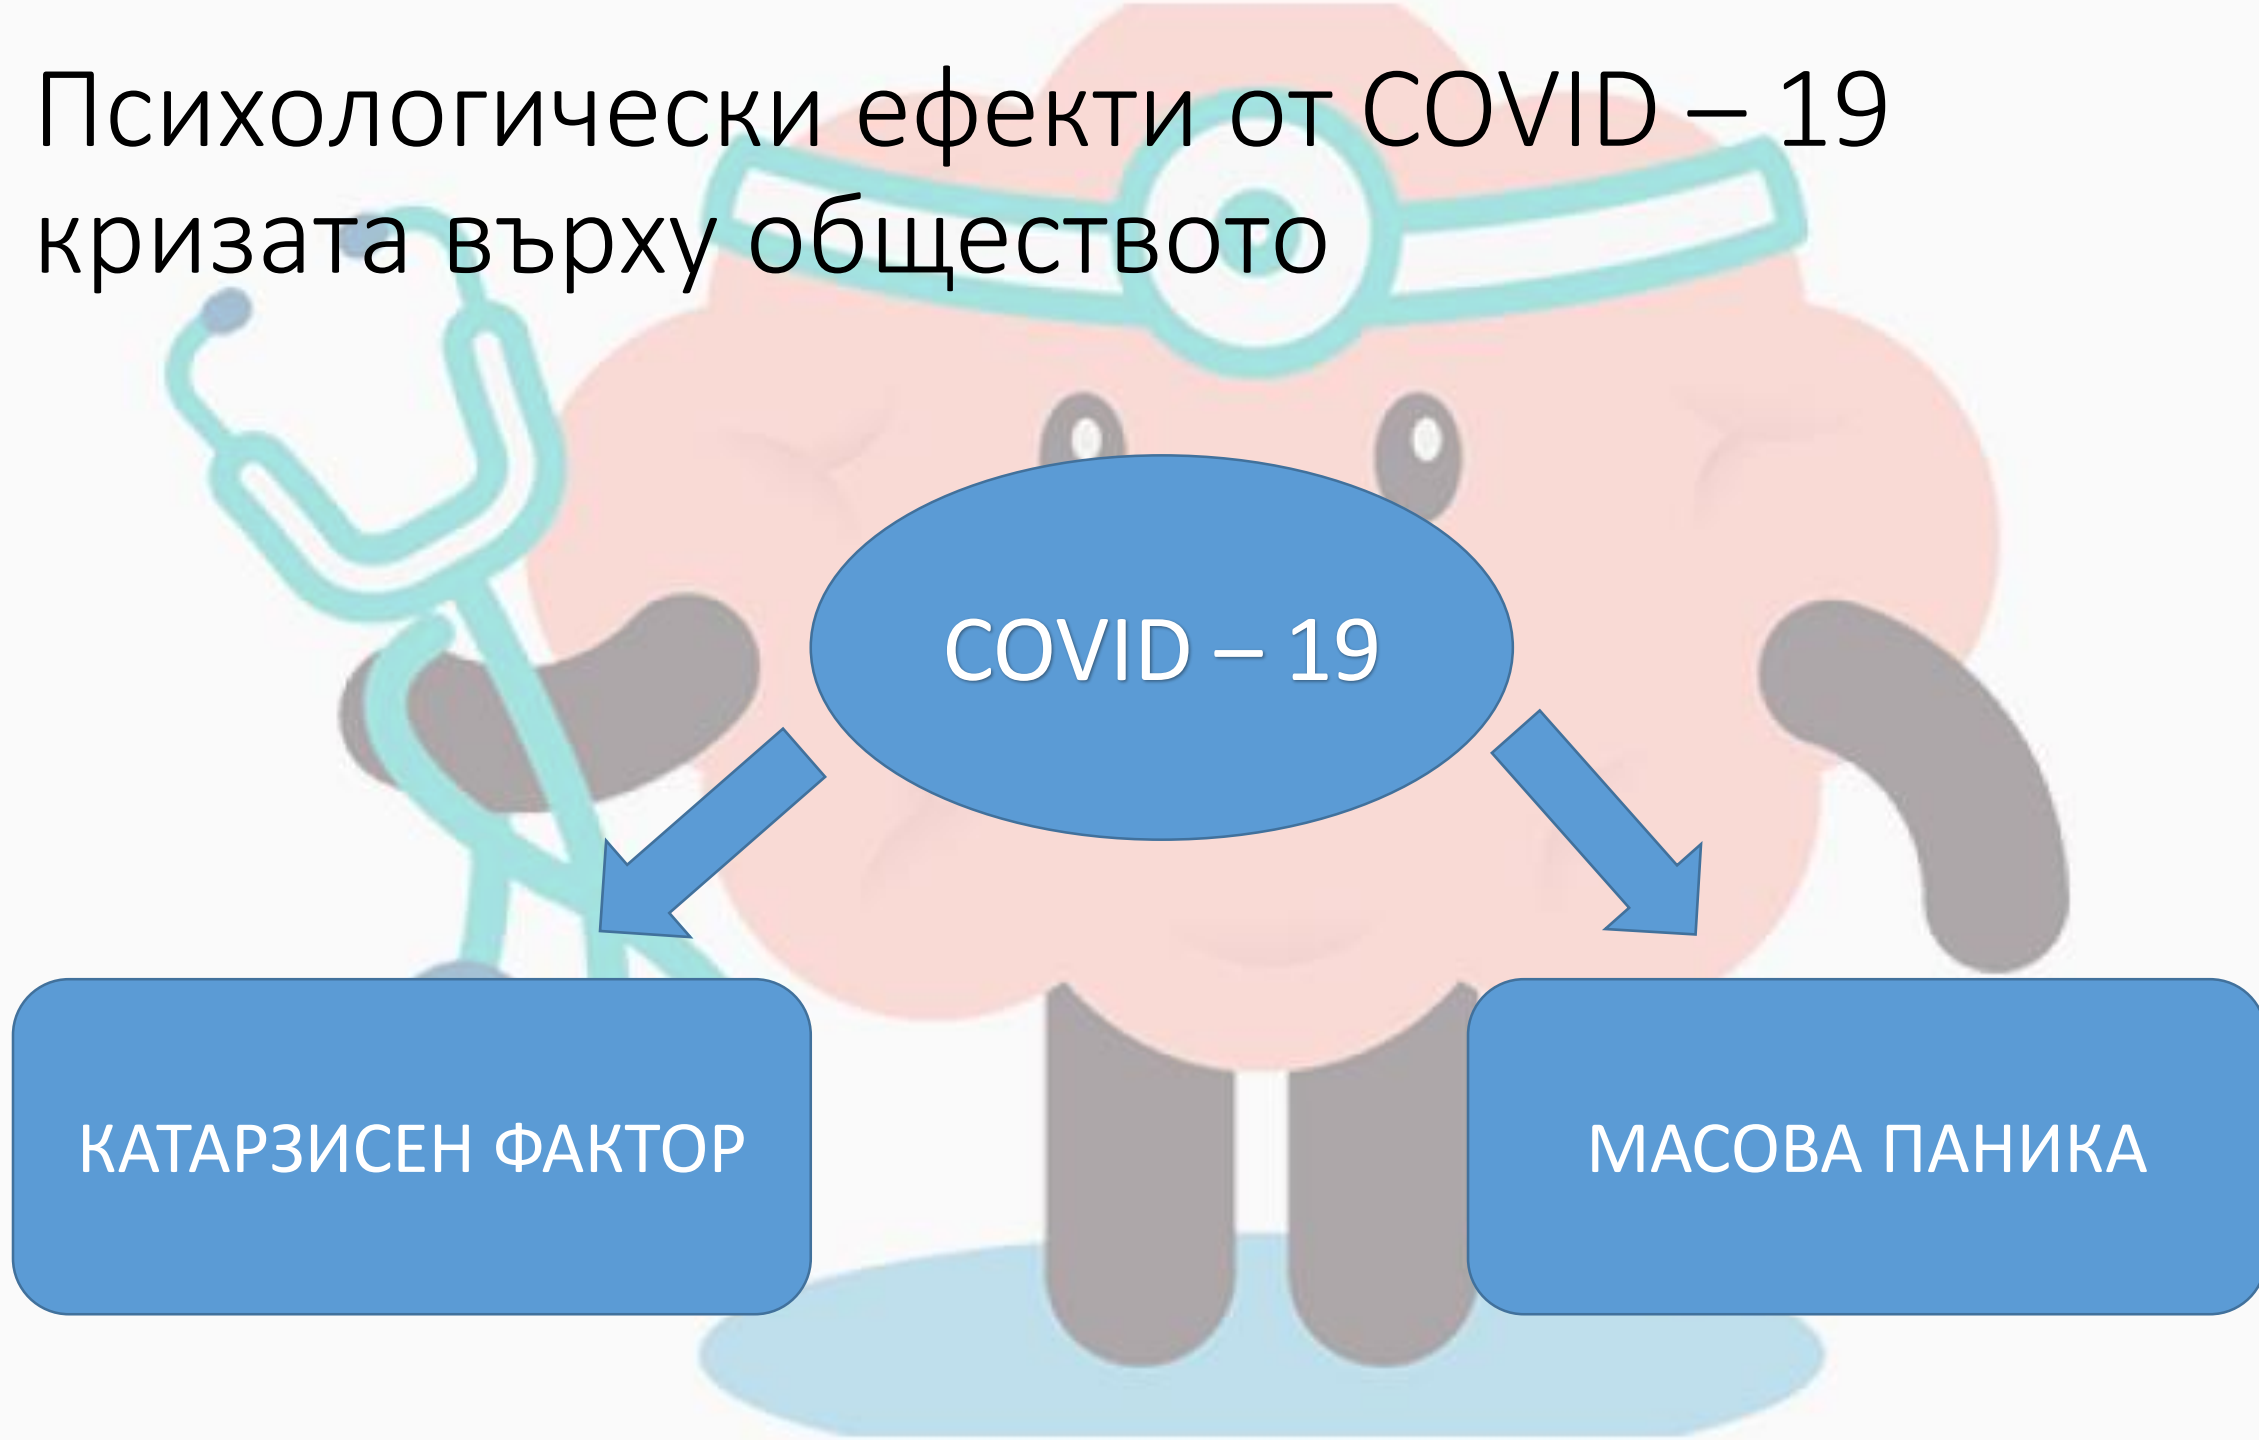 Психологически ефекти от COVID – 19
кризата върху обществото
COVID – 19
КАТАРЗИСЕН ФАКТОР
МАСОВА ПАНИКА